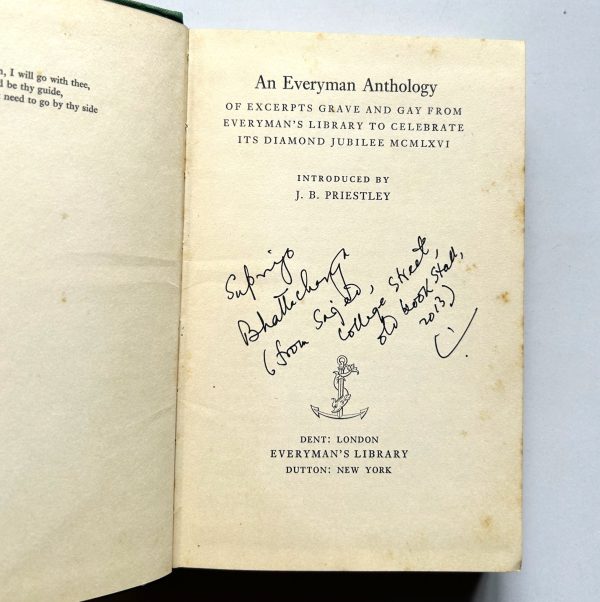 , I will go with thee,
d be thy guide,
need to go by thy side
An Everyman Anthology
OF EXCERPTS GRAVE AND GAY FROM
EVERYMAN'S LIBRARY TO CELEBRATE
ITS DIAMOND JUBILEE MCMLXVI
INTRODUCED BY
J. B. PRIESTLEY
Supriyo
Bhattacharya
(From
College Street,
old book stall,
2013)
DENT: LONDON
EVERYMAN'S LIBRARY
DUTTON: NEW YORK